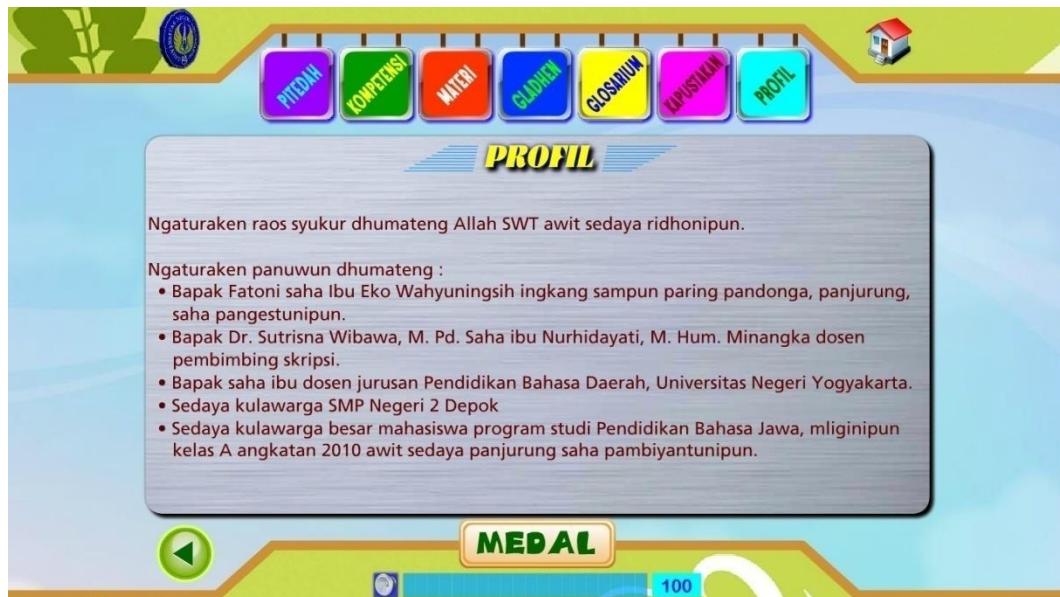 PITEDAH
KOMPETENSI
MATERI
GLADHEN
GLOSARIUM
KAPUSTAKAN
PROFIL
PROFIL
Ngaturaken raos syukur dhumateng Allah SWT awit sedaya ridhonipun.
Ngaturaken panuwun dhumateng :
• Bapak Fatoni saha Ibu Eko Wahyuningsih ingkang sampun paring pandonga, panjurung,
saha pangestunipun.
• Bapak Dr. Sutrisna Wibawa, M. Pd. Saha ibu Nurhidayati, M. Hum. Minangka dosen
pembimbing skripsi.
• Bapak saha ibu dosen jurusan Pendidikan Bahasa Daerah, Universitas Negeri Yogyakarta.
• Sedaya kulawarga SMP Negeri 2 Depok
• Sedaya kulawarga besar mahasiswa program studi Pendidikan Bahasa Jawa, mliginipun
kelas A angkatan 2010 awit sedaya panjurung saha pambiyantunipun.
MEDAL
100